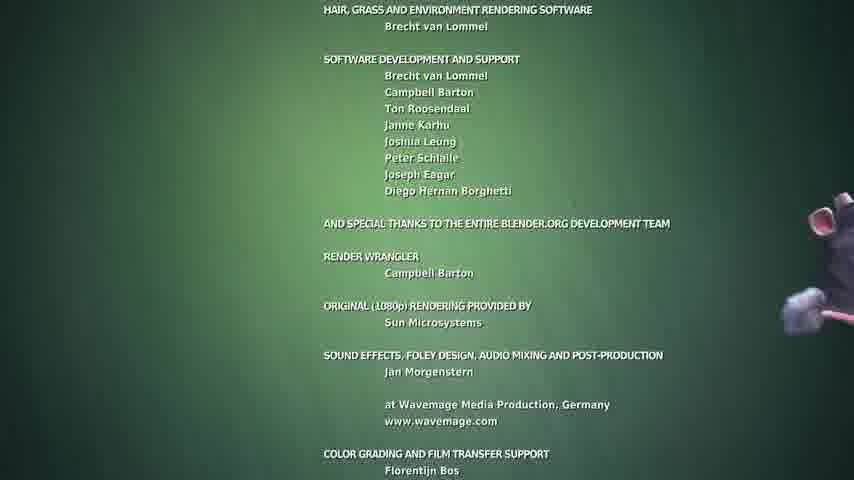 HAIR, GRASS AND ENVIRONMENT RENDERING SOFTWARE
Brecht van Lommel
SOFTWARE DEVELOPMENT AND SUPPORT
Brecht van Lommel
Campbell Barton
Ton Roosendaal
Janne Karhu
Joshua Leung
Peter Schlaile
Joseph Eagar
Diego Hernan Borghetti
AND SPECIAL THANKS TO THE ENTIRE BLENDER.ORG DEVELOPMENT TEAM
RENDER WRANGLER
Campbell Barton
ORIGINAL (1080p) RENDERING PROVIDED BY
Sun Microsystems
SOUND EFFECTS, FOLEY DESIGN, AUDIO MIXING AND POST-PRODUCTION
Jan Morgenstern
at Wavemage Media Production, Germany
www.wavemage.com
COLOR GRADING AND FILM TRANSFER SUPPORT
Florentijn Bos